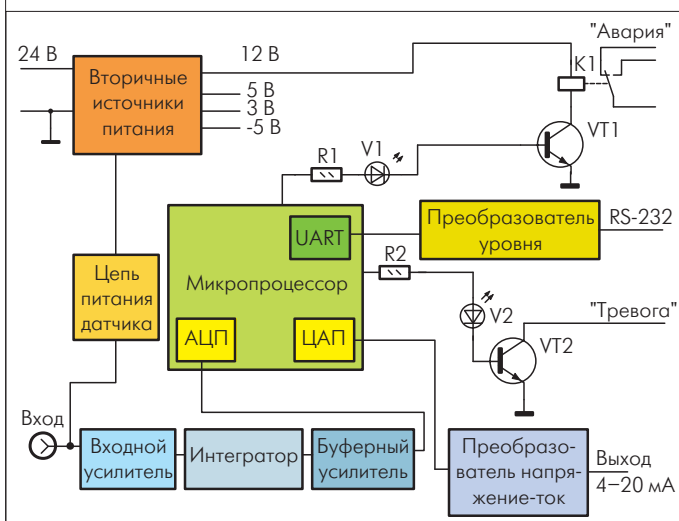 "Авария"
24 В
12 В
K1
Вторичные
источники
питания
5 В
3 В
-5 В
VT1
R1
V1
UART
Преобразователь
уровня
RS-232
Микропроцессор
R2
Цепь
питания
датчика
V2
"Тревога"
АЦП
ЦАП
VT2
Вход
Входной
усилитель
Интегратор
Буферный
усилитель
Преобразо-
ватель напря-
жение-ток
Выход
4–20 мА